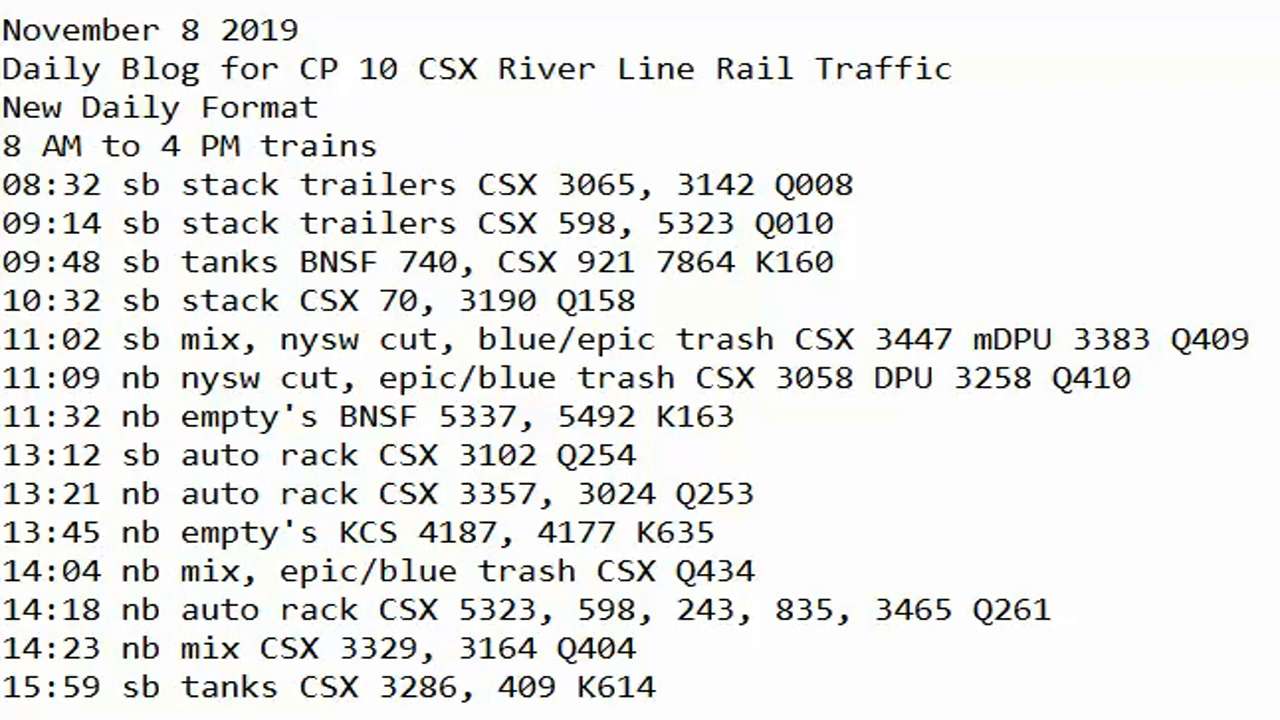 November 8 2019
Daily Blog for CP 10 CSX River Line Rail Traffic
New Daily Format
8 AM to 4 PM trains
08:32 sb stack trailers CSX 3065, 3142 Q008
09:14 sb stack trailers CSX 598, 5323 Q010
09:48 sb tanks BNSF 740, CSX 921 7864 K160
10:32 sb stack CSX 70, 3190 Q158
11:02 sb mix, nysw cut, blue/epic trash CSX 3447 mDPU 3383 Q409
11:09 nb nysw cut, epic/blue trash CSX 3058 DPU 3258 Q410
11:32 nb empty's BNSF 5337, 5492 K163
13:12 sb auto rack CSX 3102 Q254
13:21 nb auto rack CSX 3357, 3024 Q253
13:45 nb empty's KCS 4187, 4177 K635
14:04 nb mix, epic/blue trash CSX Q434
14:18 nb auto rack CSX 5323, 598, 243, 835, 3465 Q261
14:23 nb mix CSX 3329, 3164 Q404
15:59 sb tanks CSX 3286, 409 K614